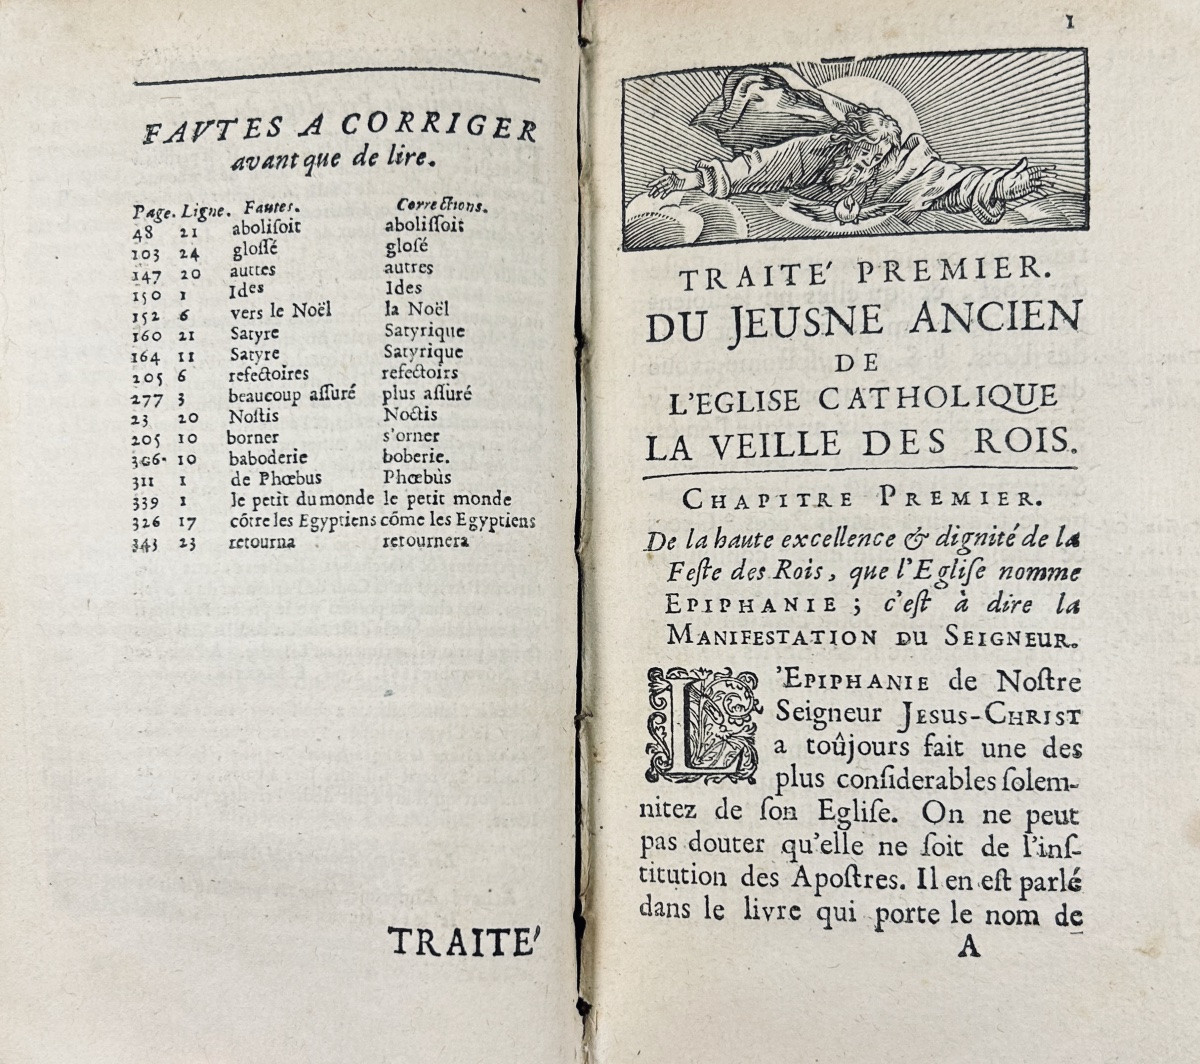 FAVTES A CORRIGER
avant que de lire.
Page. Ligne. Fautes. Corrections.
48 21 abolisoit abolissoit
103 24 glossé glosé
147 20 auttes autres
150 1 Ides Ides
152 6 vers le Noël la Noël
160 21 Satyre Satyrique
164 11 Satyre Satyrique
205 6 refectoires refectoirs
277 3 beaucoup assuré plus assuré
23 20 Nostis Noctis
205 10 borner s'orner
306. 10 baboderie boberie.
311 1 de Phœbus Phœbùs
339 1 Je petit du monde le petit monde
326 17 cōtre les Egyptiens cōme les Egyptiens
343 23 retourna retournera
TRAITE'
1
TRAITE' PREMIER.
DU JEUSNE ANCIEN
DE
L'EGLISE CATHOLIQUE
LA VEILLE DES ROIS.
CHAPITRE PREMIER.
De la haute excellence & dignité de la
Feste des Rois, que l'Eglise nomme
EPIPHANIE ; c'est à dire la
MANIFESTATION DU SEIGNEUR.
L'EPIPHANIE de Nostre
Seigneur JESUS-CHRIST
a toûjours fait une des
plus considerables solem-
nitez de son Eglise. On ne peut
pas douter qu'elle ne soit de l'ins-
titution des Apostres. Il en est parlé
dans le livre qui porte le nom de
A